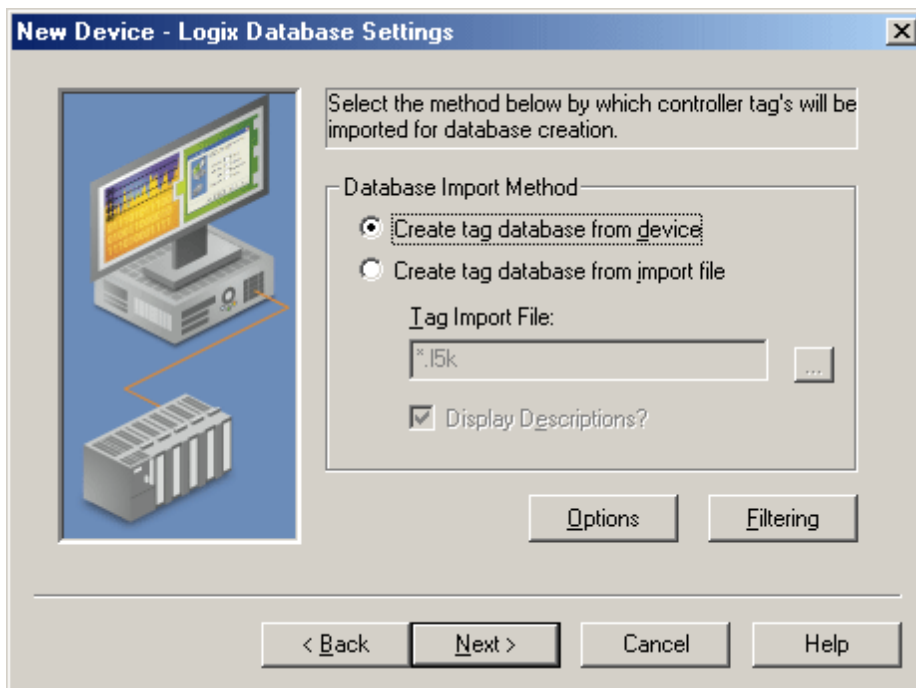 New Device - Logix Database Settings
Select the method below by which controller tag's will be
imported for database creation.
Database Import Method
Create tag database from device
Create tag database from import file
Tag Import File:
*.l5k
...
Display Descriptions?
Options
Filtering
< Back
Next >
Cancel
Help